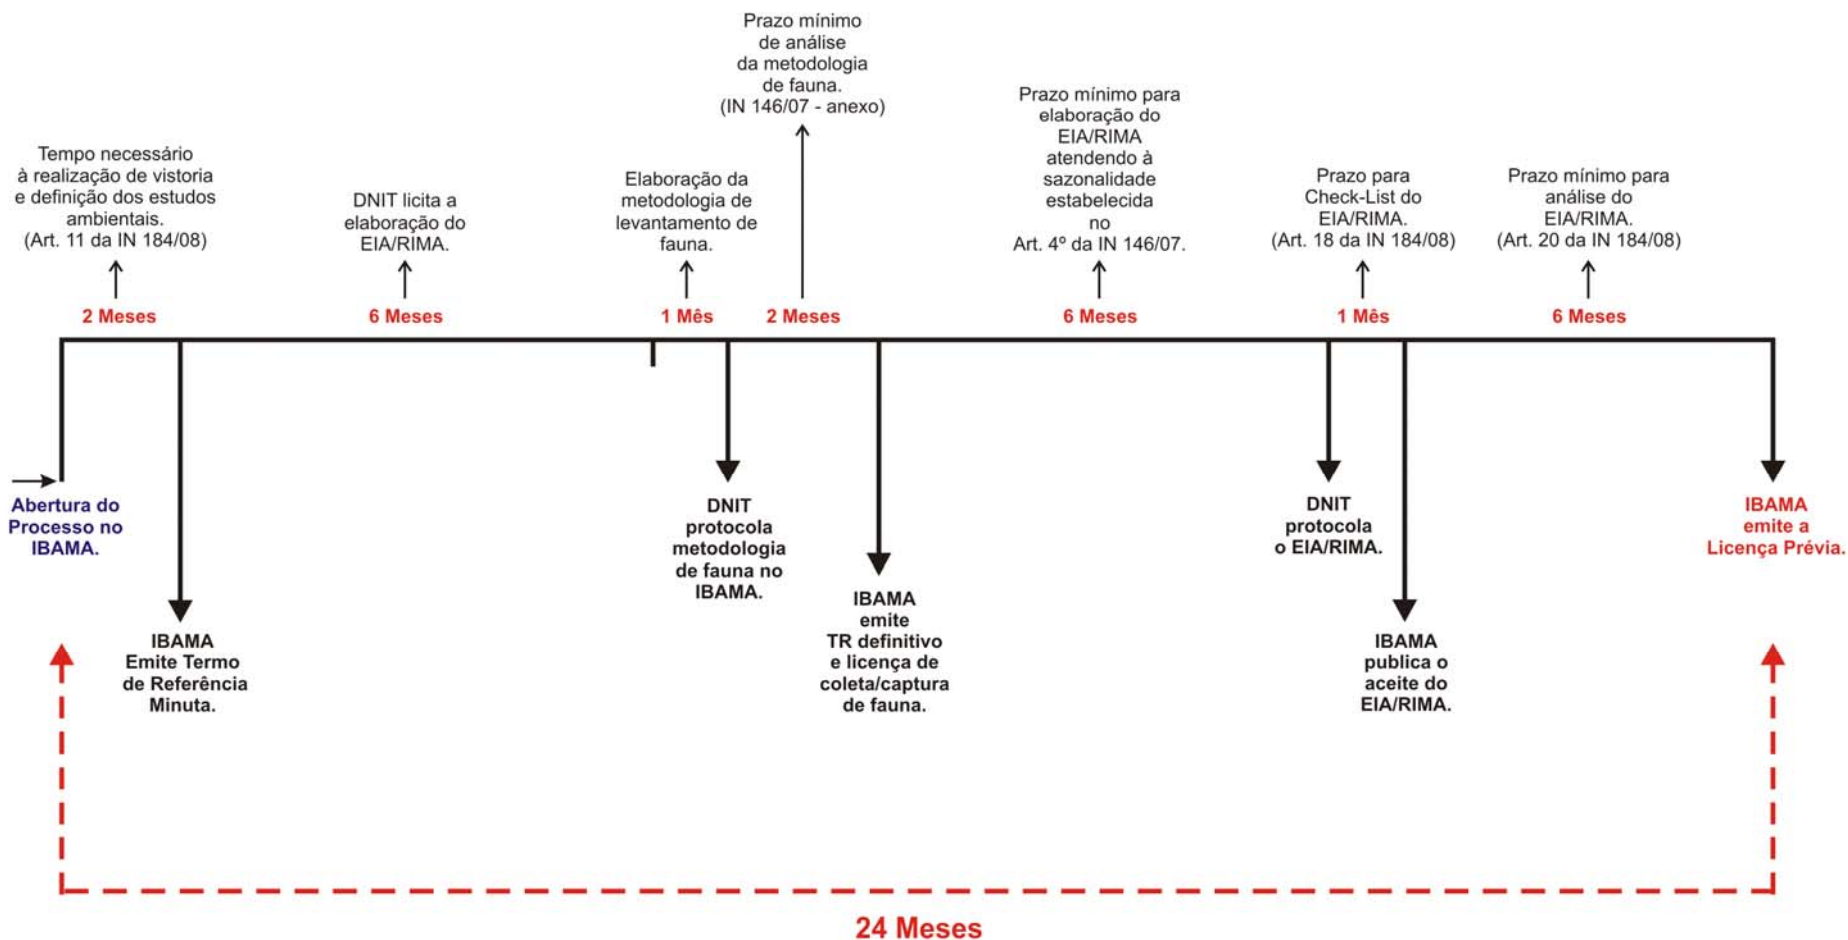 Tempo necessário
à realização de vistoria
e definição dos estudos
ambientais.
(Art. 11 da IN 184/08)
DNIT licita a
elaboração do
EIA/RIMA.
Elaboração da
metodologia de
levantamento de
fauna.
Prazo mínimo
de análise
da metodologia
de fauna.
(IN 146/07 - anexo)
Prazo mínimo para
elaboração do
EIA/RIMA
atendendo à
sazonalidade
estabelecida
no
Art. 4º da IN 146/07.
Prazo para
Check-List do
EIA/RIMA.
(Art. 18 da IN 184/08)
Prazo mínimo para
análise do
EIA/RIMA.
(Art. 20 da IN 184/08)
2 Meses
6 Meses
1 Mês
2 Meses
6 Meses
1 Mês
6 Meses
Abertura do
Processo no
IBAMA.
IBAMA
Emite Termo
de Referência
Minuta.
DNIT
protocola
metodologia
de fauna no
IBAMA.
IBAMA
emite
TR definitivo
e licença de
coleta/captura
de fauna.
DNIT
protocola
o EIA/RIMA.
IBAMA
publica o
aceite do
EIA/RIMA.
IBAMA
emite a
Licença Prévia.
24 Meses